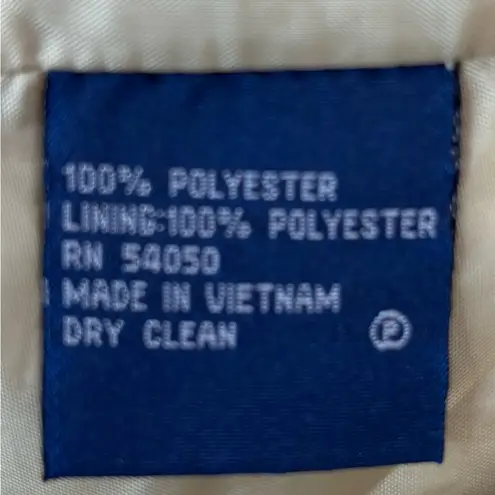 100% POLYESTER
LINING:100% POLYESTER
RN 54050
MADE IN VIETNAM
DRY CLEAN Ⓟ